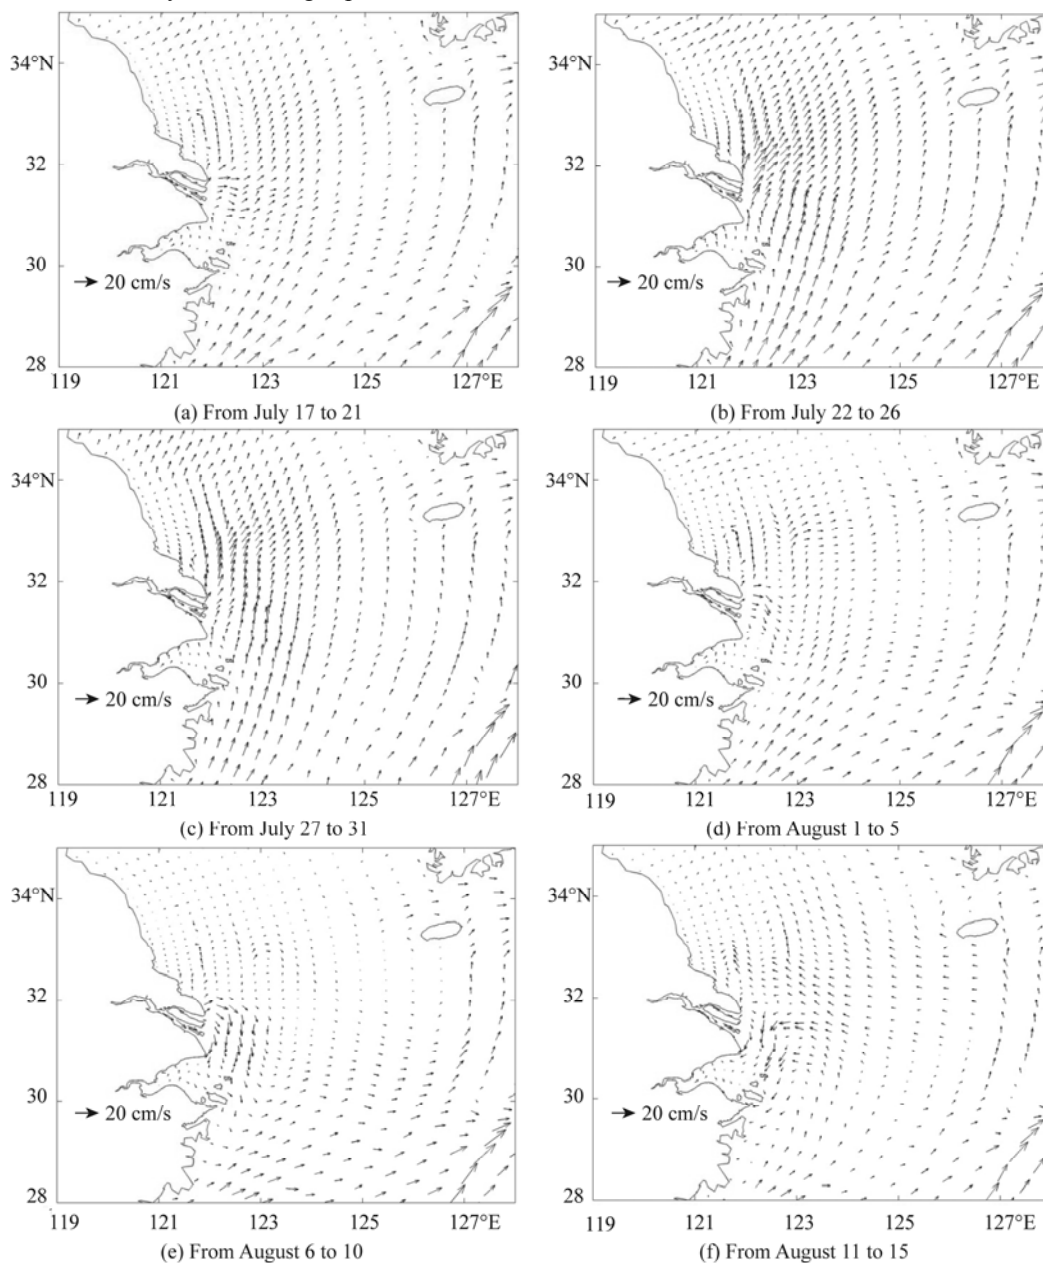 34°N 34°N
32 32
30 30
20 cm/s 20 cm/s
28 28
119 121 123 125 127°E 119 121 123 125 127°E
(a) From July 17 to 21 (b) From July 22 to 26
34°N 34°N
32 32
30 30
20 cm/s 20 cm/s
28 28
119 121 123 125 127°E 119 121 123 125 127°E
(c) From July 27 to 31 (d) From August 1 to 5
34°N 34°N
32 32
30 30
20 cm/s 20 cm/s
28 28
119 121 123 125 127°E 119 121 123 125 127°E
(e) From August 6 to 10 (f) From August 11 to 15